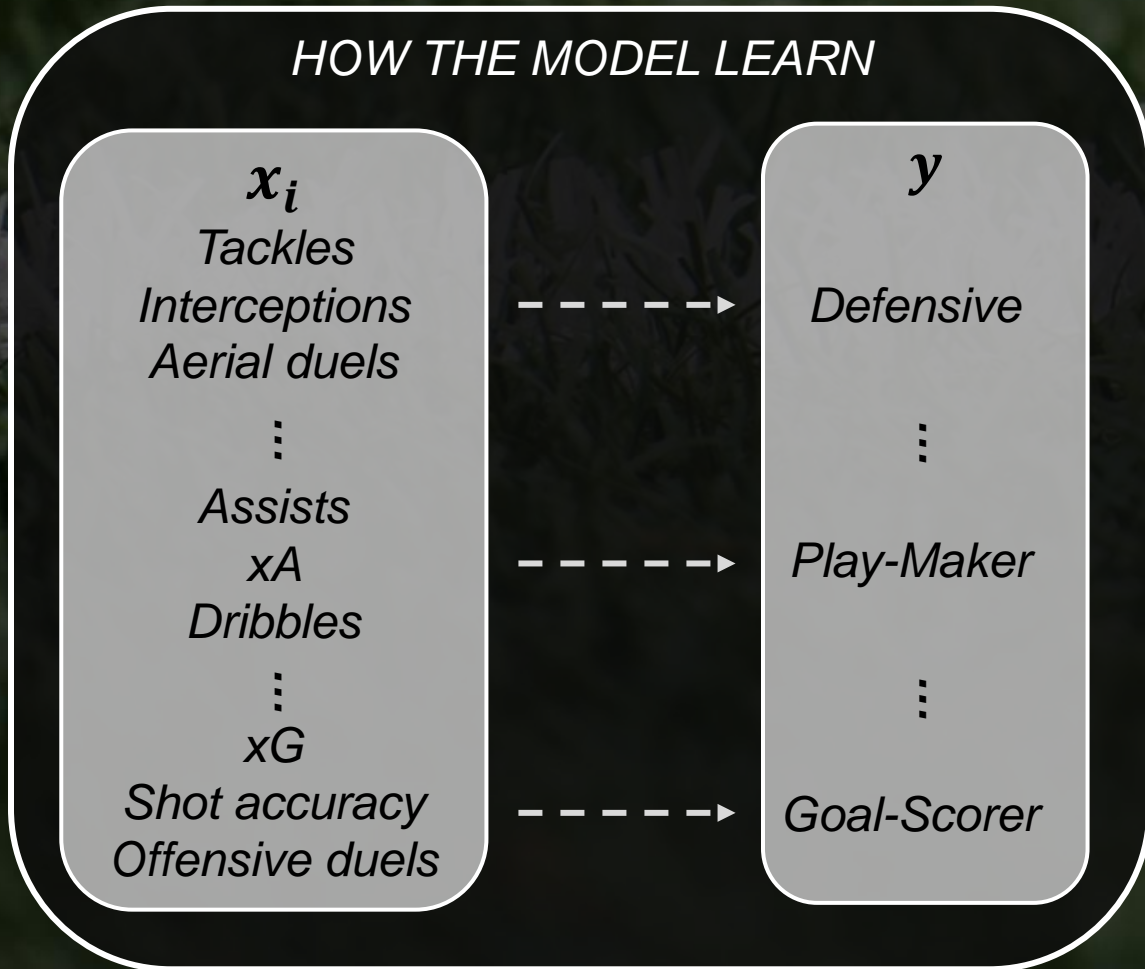 HOW THE MODEL LEARN
xᵢ
Tackles
Interceptions
Aerial duels
⋮
Assists
xA
Dribbles
⋮
xG
Shot accuracy
Offensive duels
y
Defensive
⋮
Play-Maker
⋮
Goal-Scorer